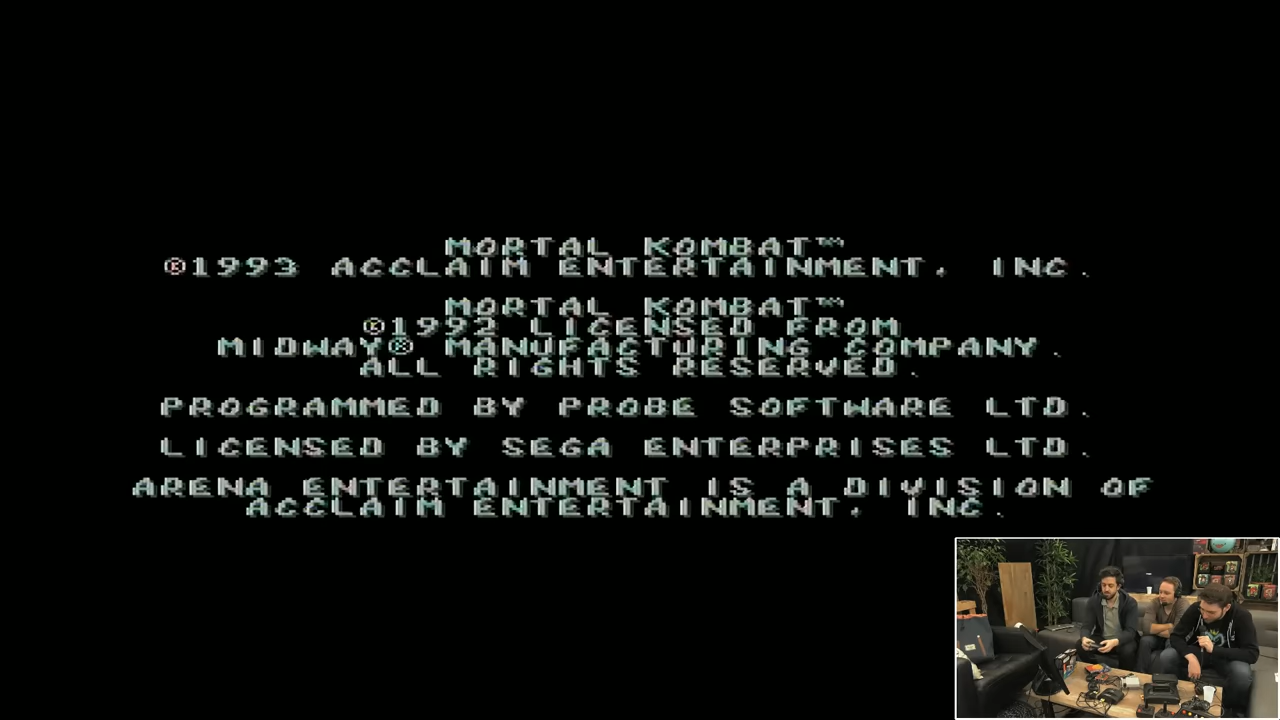 MORTAL KOMBAT™
©1993 ACCLAIM ENTERTAINMENT, INC.
MORTAL KOMBAT™
©1992 LICENSED FROM
MIDWAY® MANUFACTURING COMPANY.
ALL RIGHTS RESERVED.
PROGRAMMED BY PROBE SOFTWARE LTD.
LICENSED BY SEGA ENTERPRISES LTD.
ARENA ENTERTAINMENT IS A DIVISION OF
ACCLAIM ENTERTAINMENT, INC.